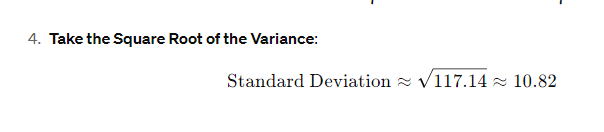 4. Take the Square Root of the Variance:
Standard Deviation ≈ √117.14 ≈ 10.82